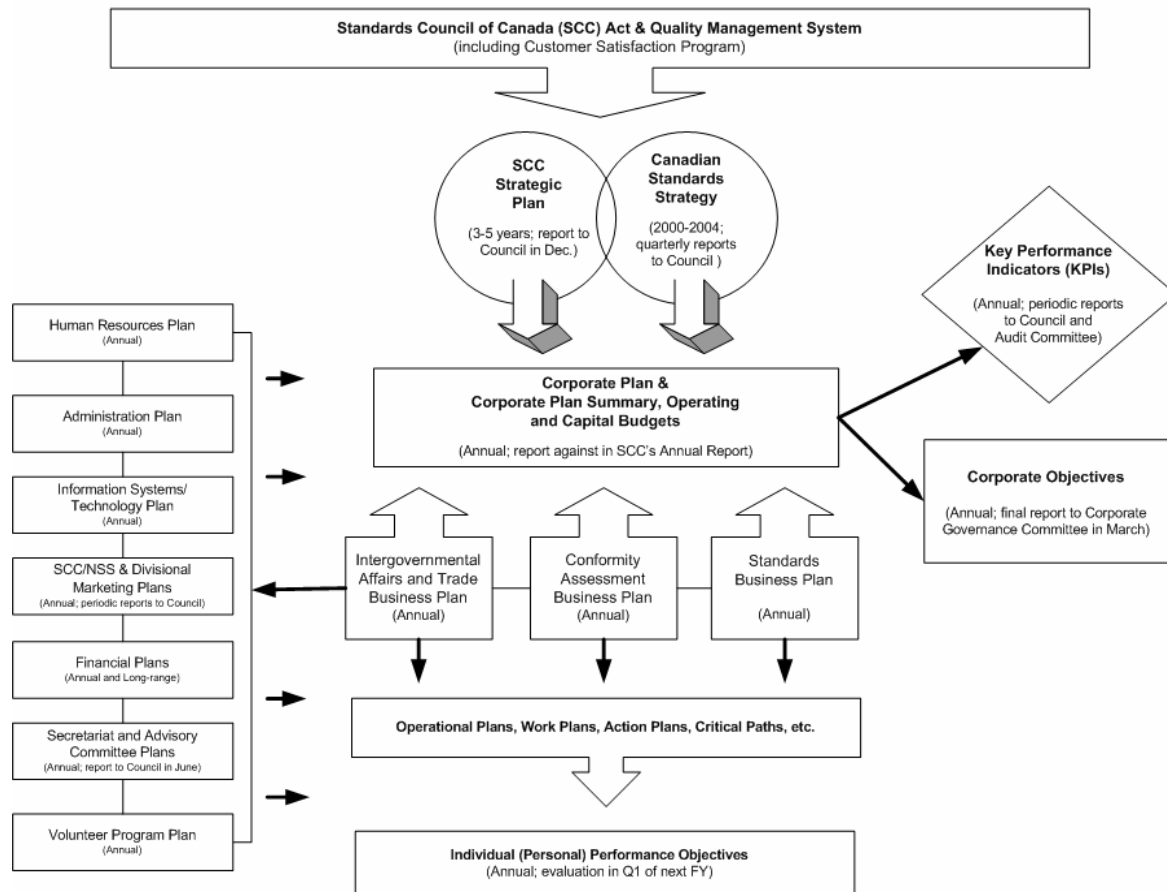 Standards Council of Canada (SCC) Act & Quality Management System
(including Customer Satisfaction Program)
SCC
Strategic
Plan
(3-5 years; report to
Council in Dec.)
Canadian
Standards
Strategy
(2000-2004;
quarterly reports
to Council )
Key Performance
Indicators (KPIs)
(Annual; periodic reports
to Council and
Audit Committee)
Human Resources Plan
(Annual)
Administration Plan
(Annual)
Information Systems/
Technology Plan
(Annual)
SCC/NSS & Divisional
Marketing Plans
(Annual; periodic reports to Council)
Financial Plans
(Annual and Long-range)
Secretariat and Advisory
Committee Plans
(Annual; report to Council in June)
Volunteer Program Plan
(Annual)
Corporate Plan &
Corporate Plan Summary, Operating
and Capital Budgets
(Annual; report against in SCC's Annual Report)
Corporate Objectives
(Annual; final report to Corporate
Governance Committee in March)
Intergovernmental
Affairs and Trade
Business Plan
(Annual)
Conformity
Assessment
Business Plan
(Annual)
Standards
Business Plan
(Annual)
Operational Plans, Work Plans, Action Plans, Critical Paths, etc.
Individual (Personal) Performance Objectives
(Annual; evaluation in Q1 of next FY)